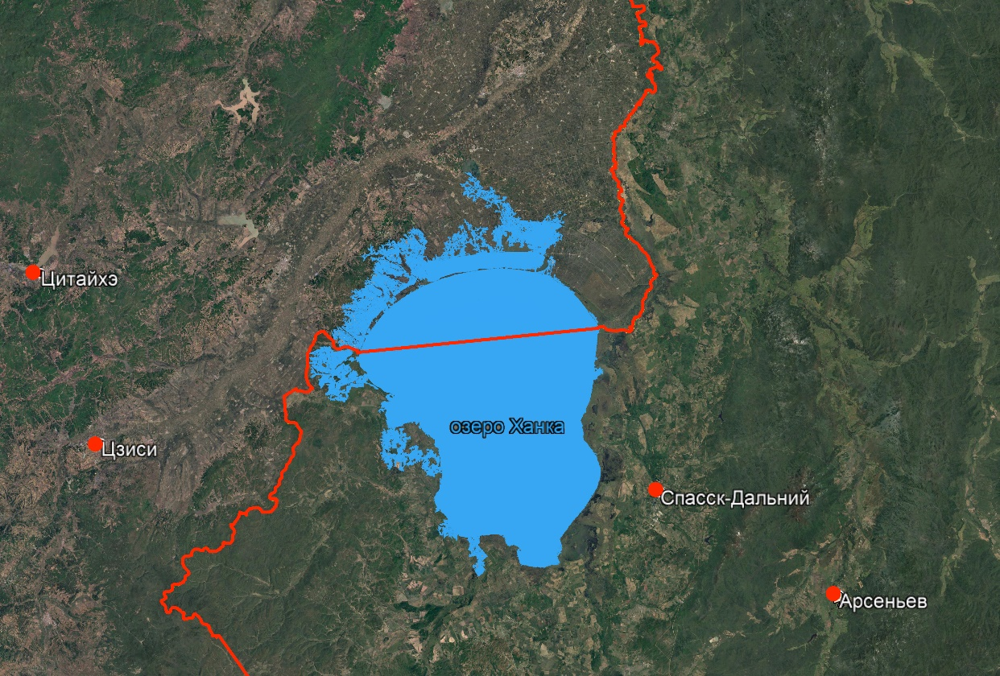 Цитайхэ
озеро Ханка
Цзиси
Спасск-Дальний
Арсеньев